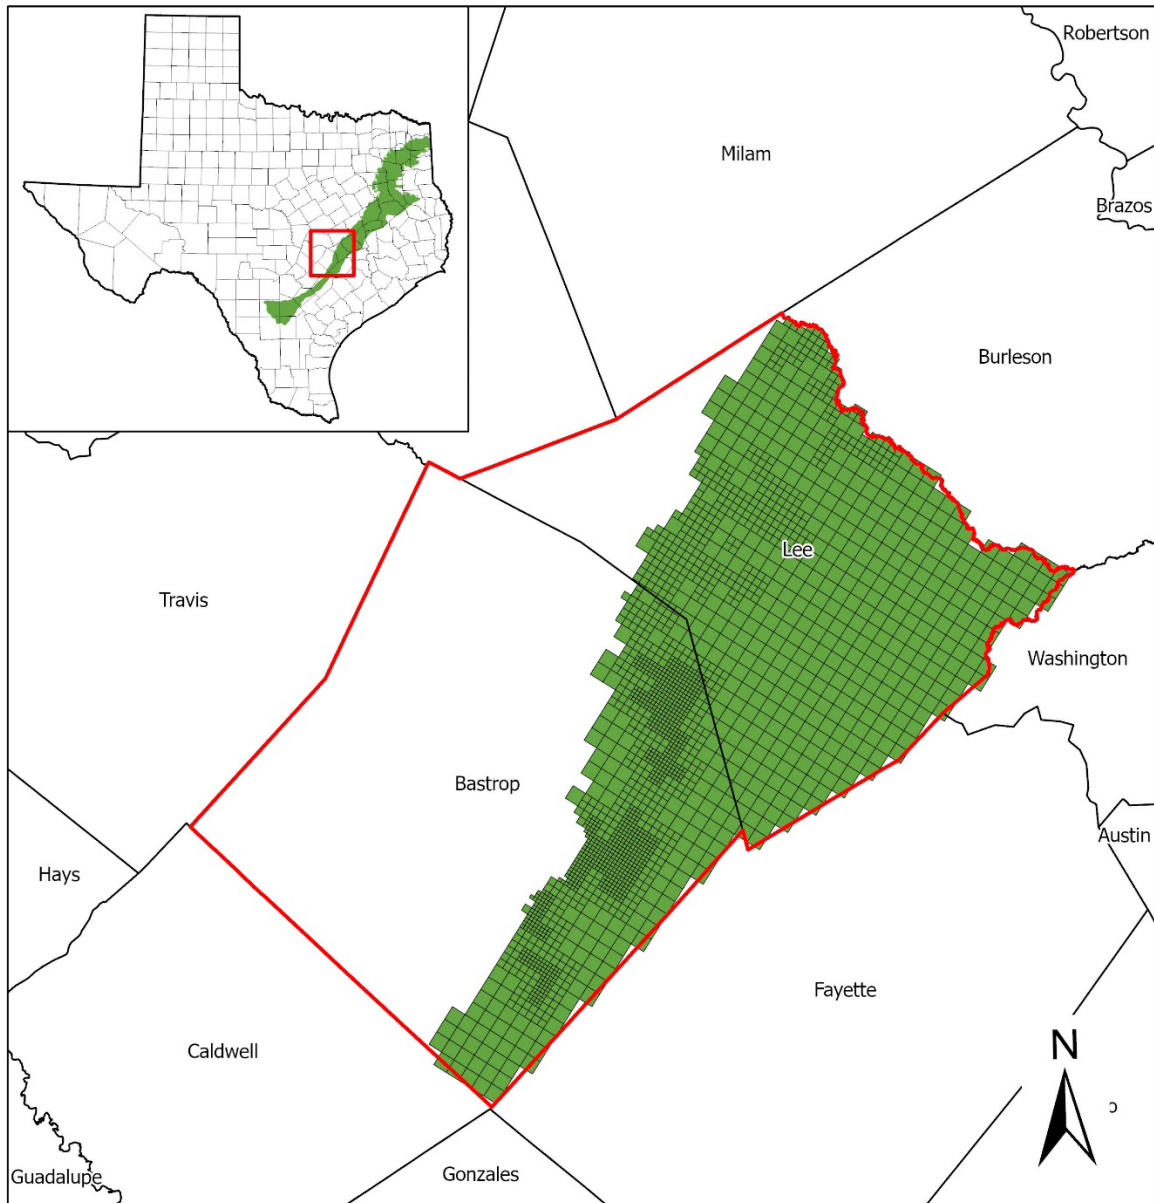 Robertson
Milam
Brazos
Burleson
Lee
Travis
Washington
Bastrop
Austin
Hays
Fayette
Caldwell
N
Gonzales
Guadalupe